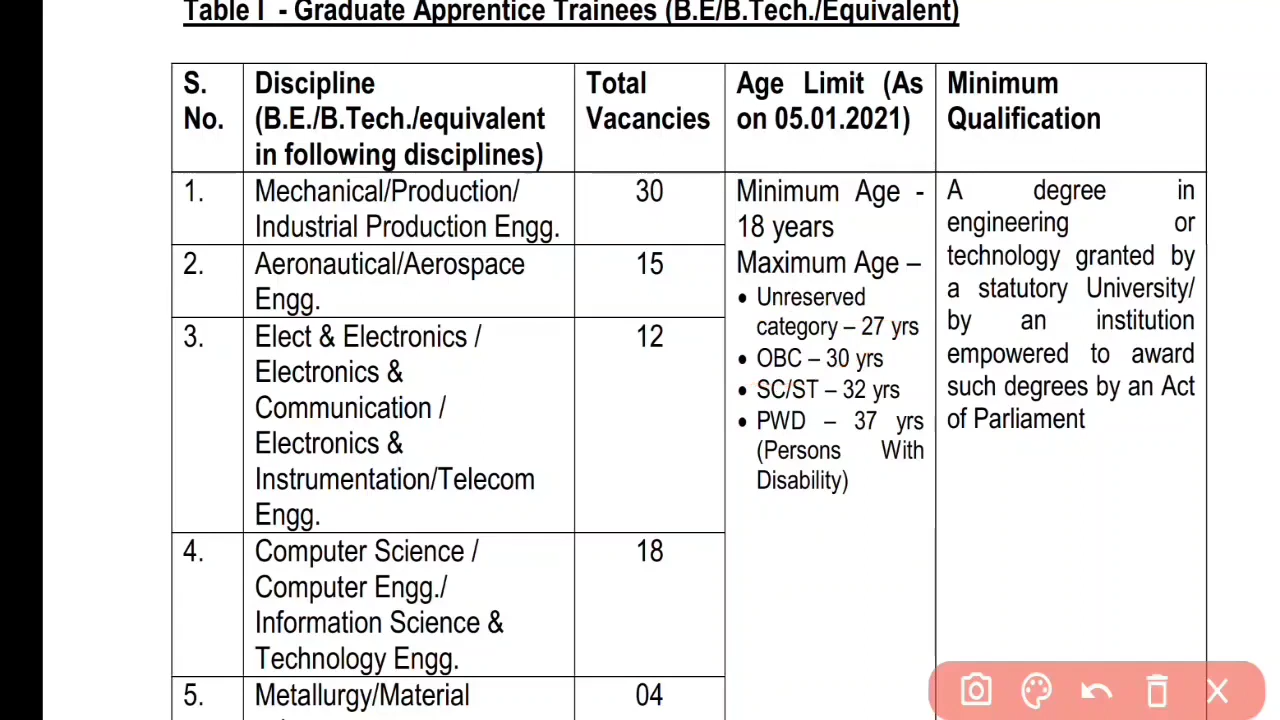 Table I - Graduate Apprentice Trainees (B.E/B.Tech./Equivalent)
S. No.
Discipline
(B.E./B.Tech./equivalent
in following disciplines)
Total
Vacancies
Age Limit (As
on 05.01.2021)
Minimum
Qualification
1.
Mechanical/Production/
Industrial Production Engg.
30
2.
Aeronautical/Aerospace
Engg.
15
3.
Elect & Electronics /
Electronics &
Communication /
Electronics &
Instrumentation/Telecom
Engg.
12
4.
Computer Science /
Computer Engg./
Information Science &
Technology Engg.
18
5.
Metallurgy/Material
04
Minimum Age -
18 years
Maximum Age –
• Unreserved
category – 27 yrs
• OBC – 30 yrs
• SC/ST – 32 yrs
• PWD – 37 yrs
(Persons With
Disability)
A degree in
engineering or
technology granted by
a statutory University/
by an institution
empowered to award
such degrees by an Act
of Parliament